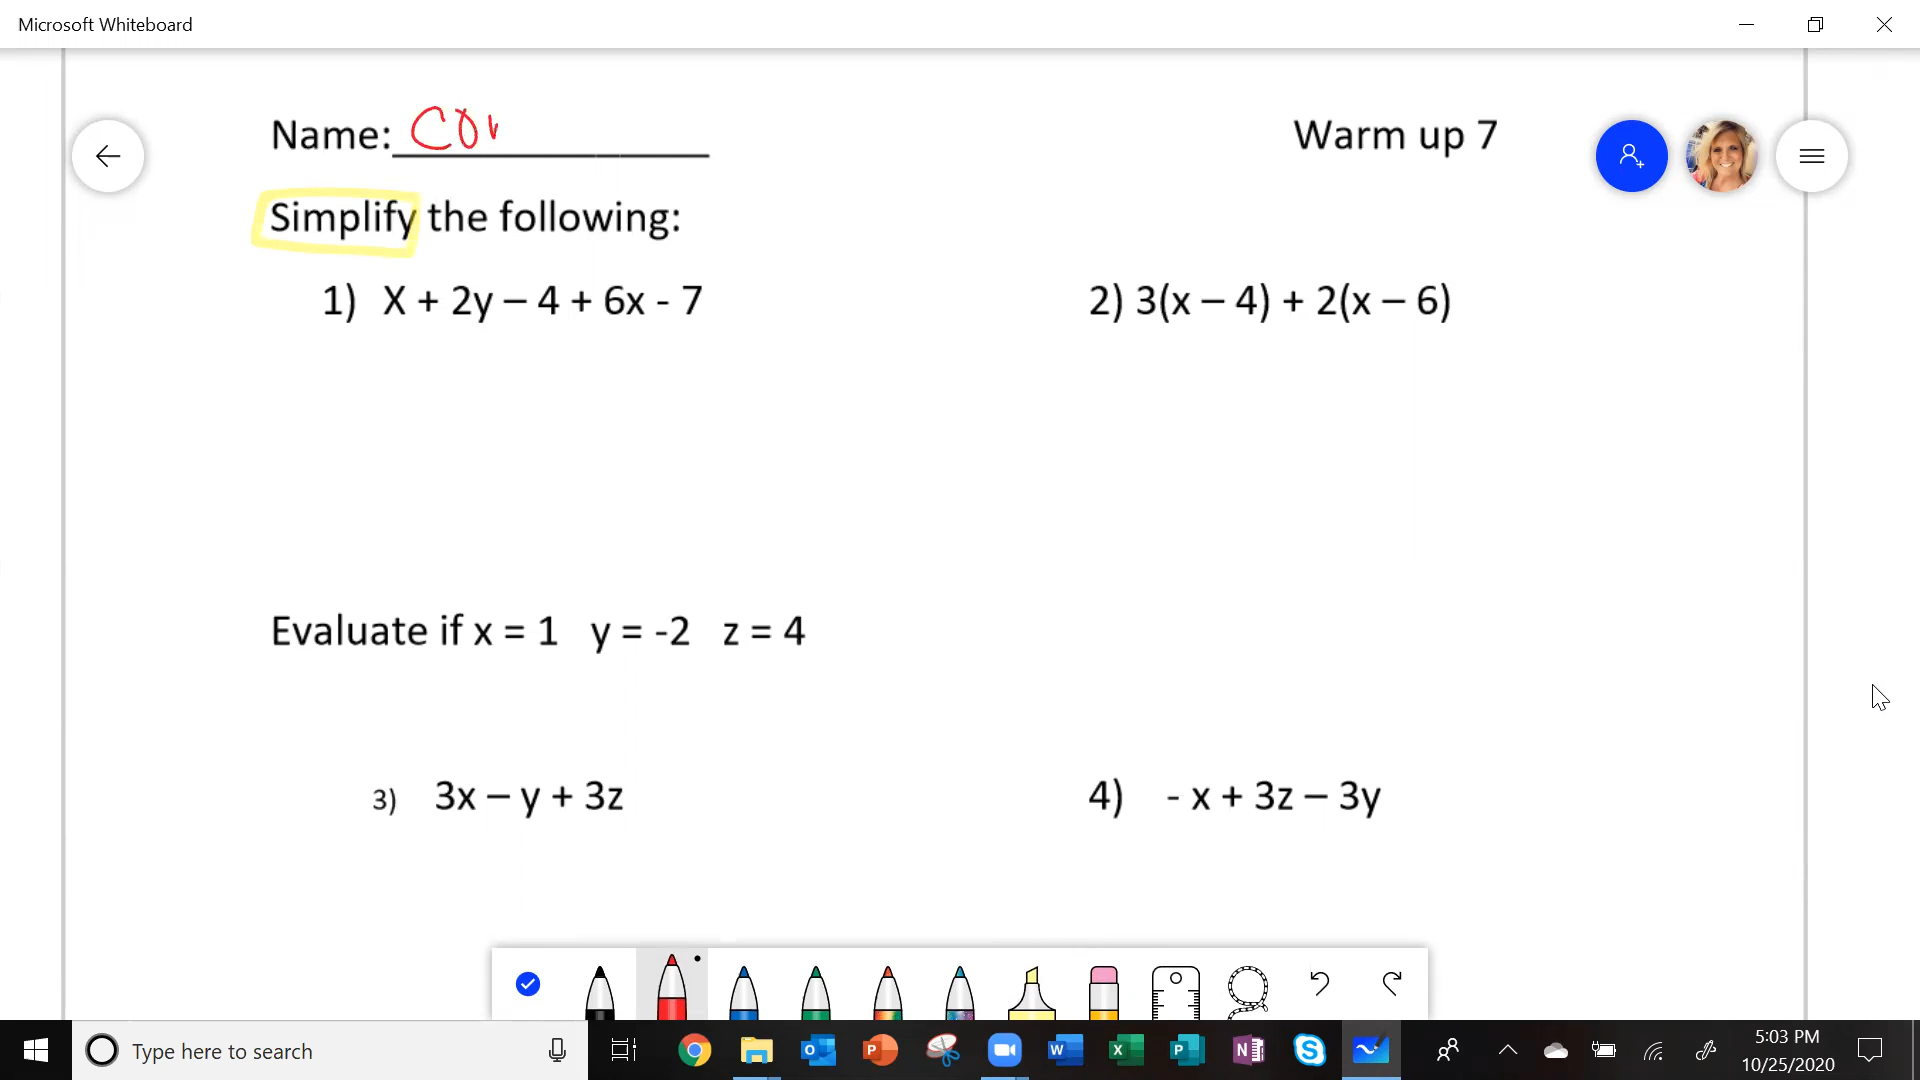 Microsoft Whiteboard
Name:
Warm up 7
Simplify the following:
1) X + 2y – 4 + 6x - 7
2) 3(x – 4) + 2(x – 6)
Evaluate if x = 1 y = -2 z = 4
3) 3x – y + 3z
4) - x + 3z – 3y
Type here to search
5:03 PM
10/25/2020